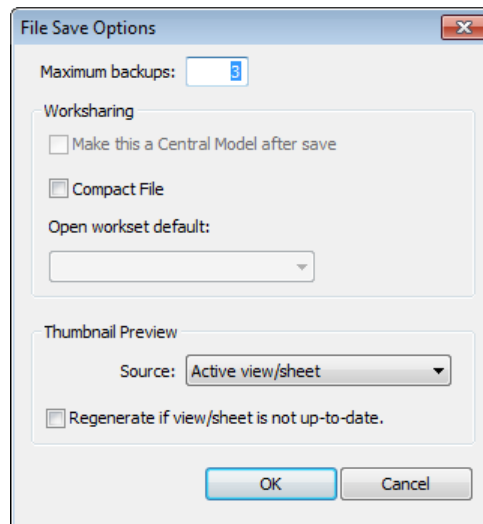 File Save Options
Maximum backups: 3
Worksharing
Make this a Central Model after save
Compact File
Open workset default:
Thumbnail Preview
Source: Active view/sheet
Regenerate if view/sheet is not up-to-date.
OK Cancel